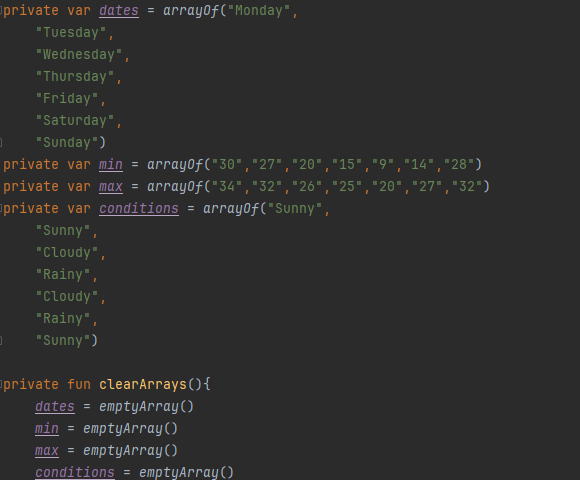 private var dates = arrayOf("Monday",
"Tuesday",
"Wednesday",
"Thursday",
"Friday",
"Saturday",
"Sunday")
private var min = arrayOf("30","27","20","15","9","14","28")
private var max = arrayOf("34","32","26","25","20","27","32")
private var conditions = arrayOf("Sunny",
"Sunny",
"Cloudy",
"Rainy",
"Cloudy",
"Rainy",
"Sunny")
private fun clearArrays(){
dates = emptyArray()
min = emptyArray()
max = emptyArray()
conditions = emptyArray()